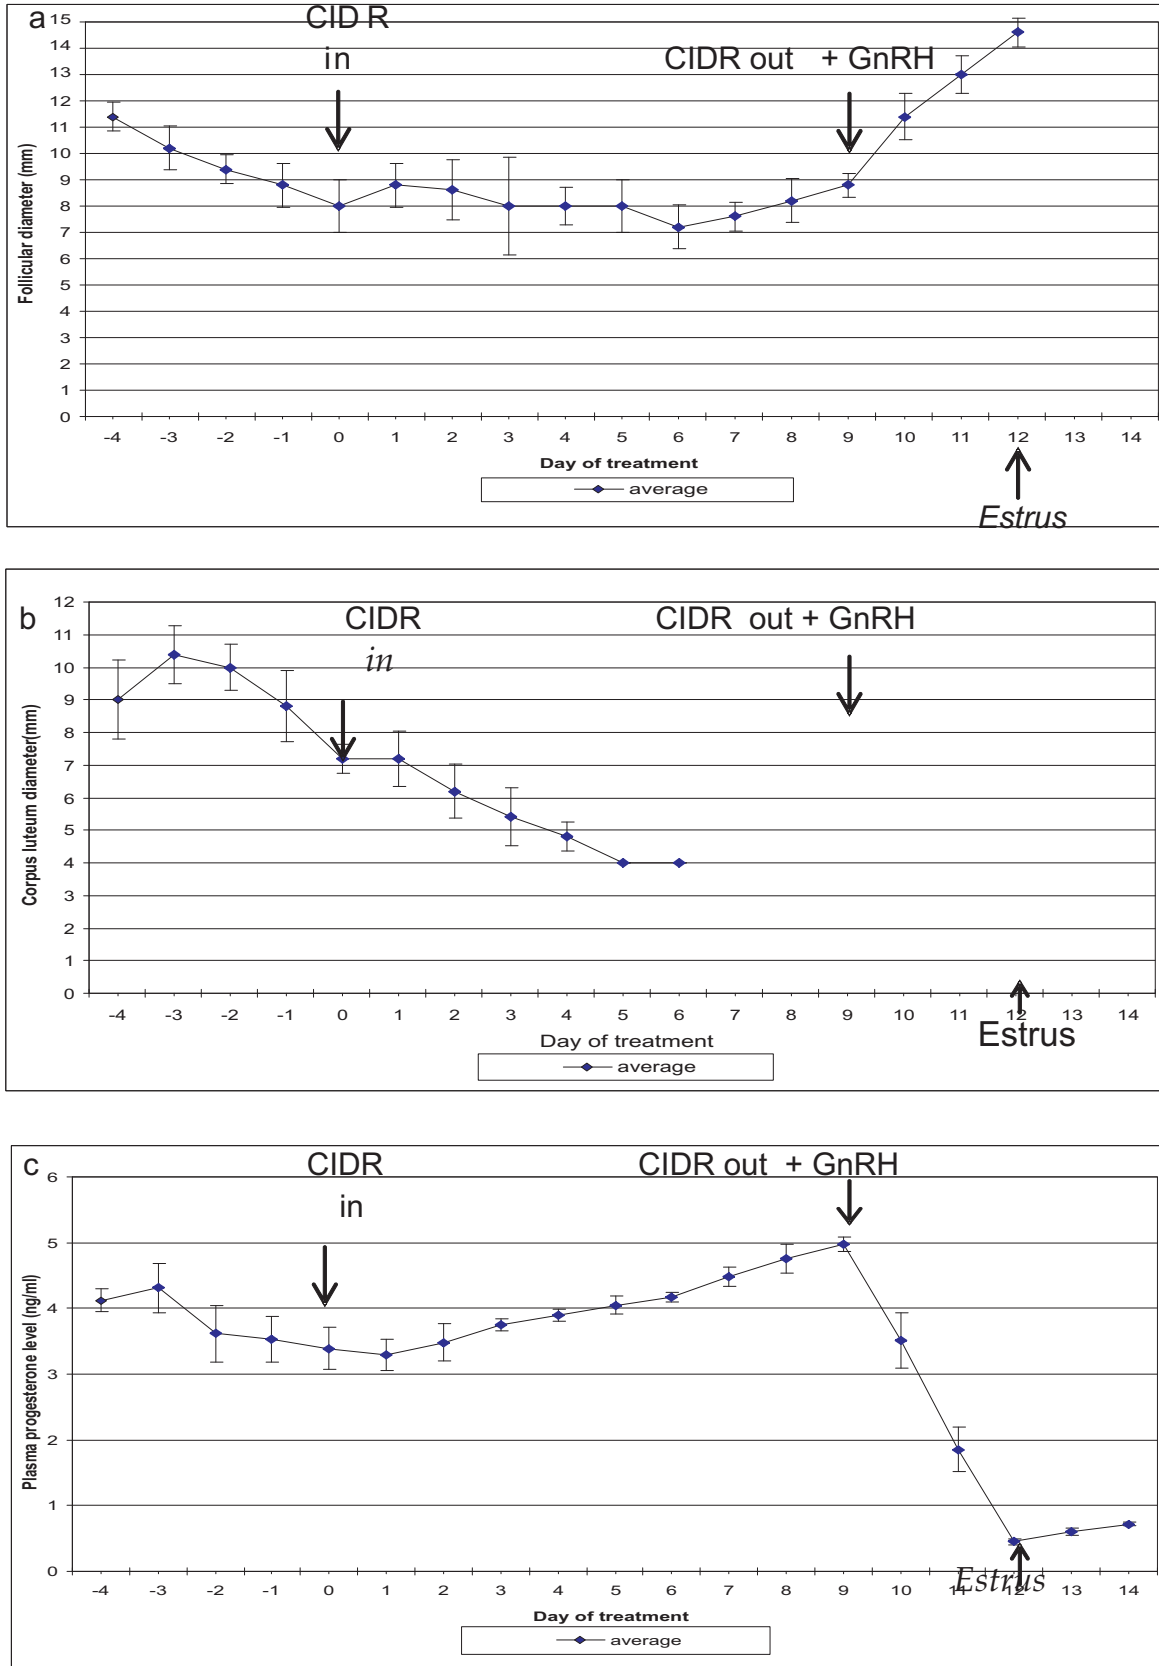 a
CID R
in
CIDR out + GnRH
15
14
13
12
11
10
9
8
7
6
5
4
3
2
1
0
Follicular diameter (mm)
-4 -3 -2 -1 0 1 2 3 4 5 6 7 8 9 10 11 12 13 14
Day of treatment
average
Estrus
b
CIDR
in
CIDR out + GnRH
12
11
10
9
8
7
6
5
4
3
2
1
0
Corpus luteum diameter(mm)
-4 -3 -2 -1 0 1 2 3 4 5 6 7 8 9 10 11 12 13 14
Day of treatment
Estrus
average
c
CIDR
in
CIDR out + GnRH
6
5
4
3
2
1
0
Plasma progesterone level (ng/ml)
-4 -3 -2 -1 0 1 2 3 4 5 6 7 8 9 10 11 12 13 14
Estrus
Day of treatment
average